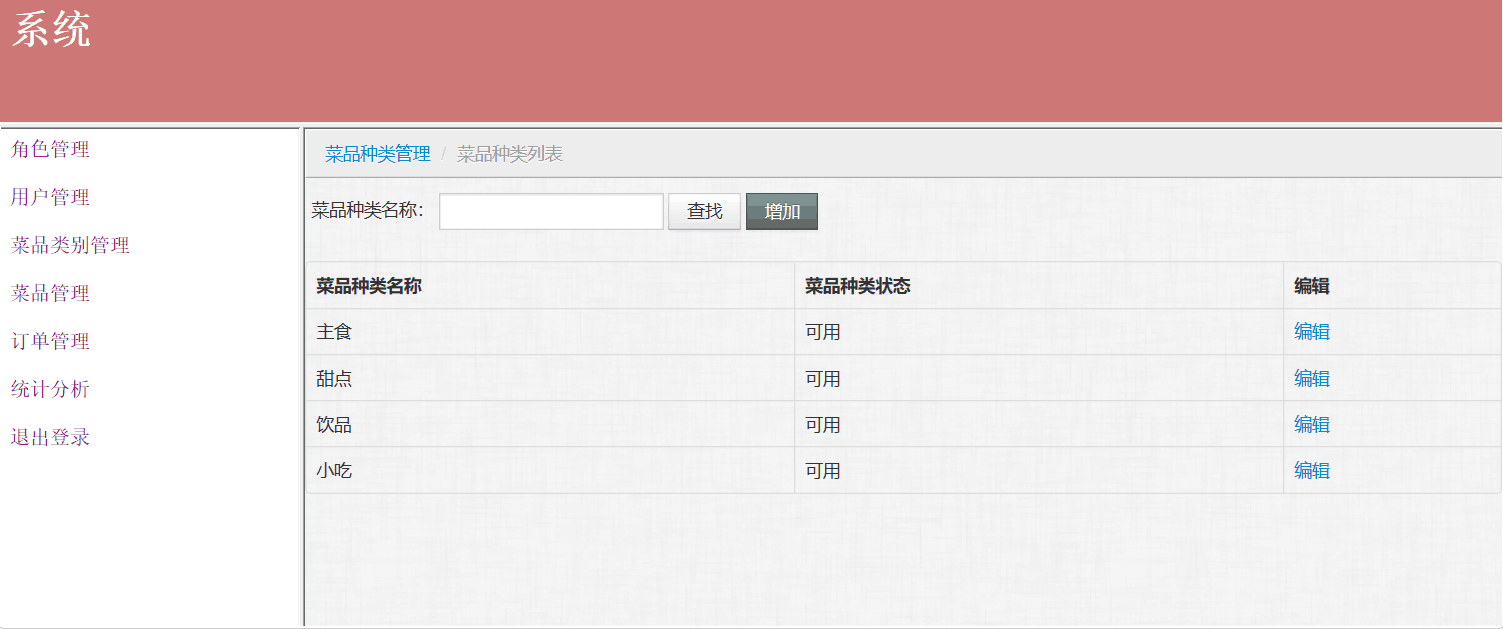 系统
角色管理
用户管理
菜品类别管理
菜品管理
订单管理
统计分析
退出登录
菜品种类管理 / 菜品种类列表
菜品种类名称： 查找 增加
菜品种类名称 菜品种类状态 编辑
主食 可用 编辑
甜点 可用 编辑
饮品 可用 编辑
小吃 可用 编辑